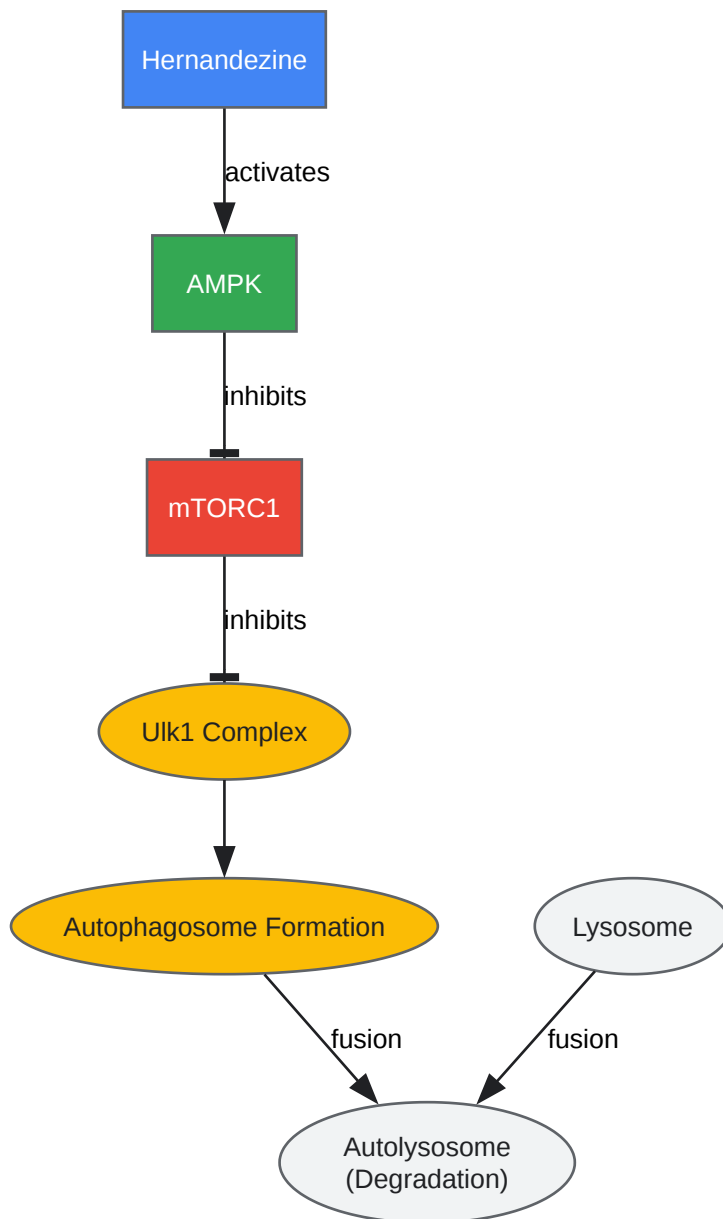 Hernandezine
activates
AMPK
inhibits
mTORC1
inhibits
Ulk1 Complex
Autophagosome Formation
Lysosome
fusion
fusion
Autolysosome
(Degradation)